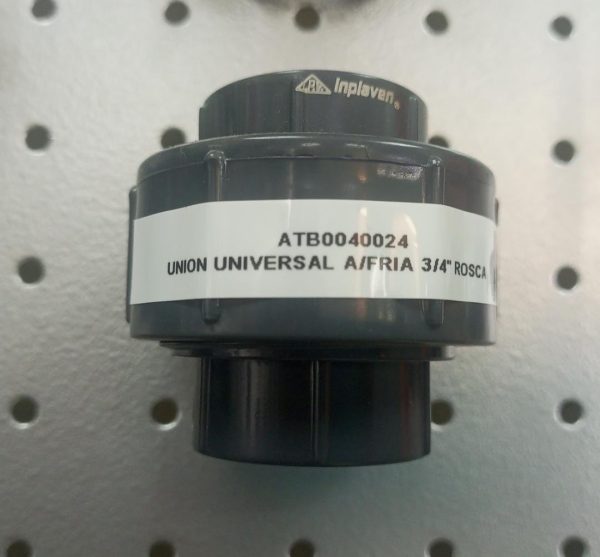 Inplaven®
ATB0040024
UNION UNIVERSAL A/FRIA 3/4" ROSCA